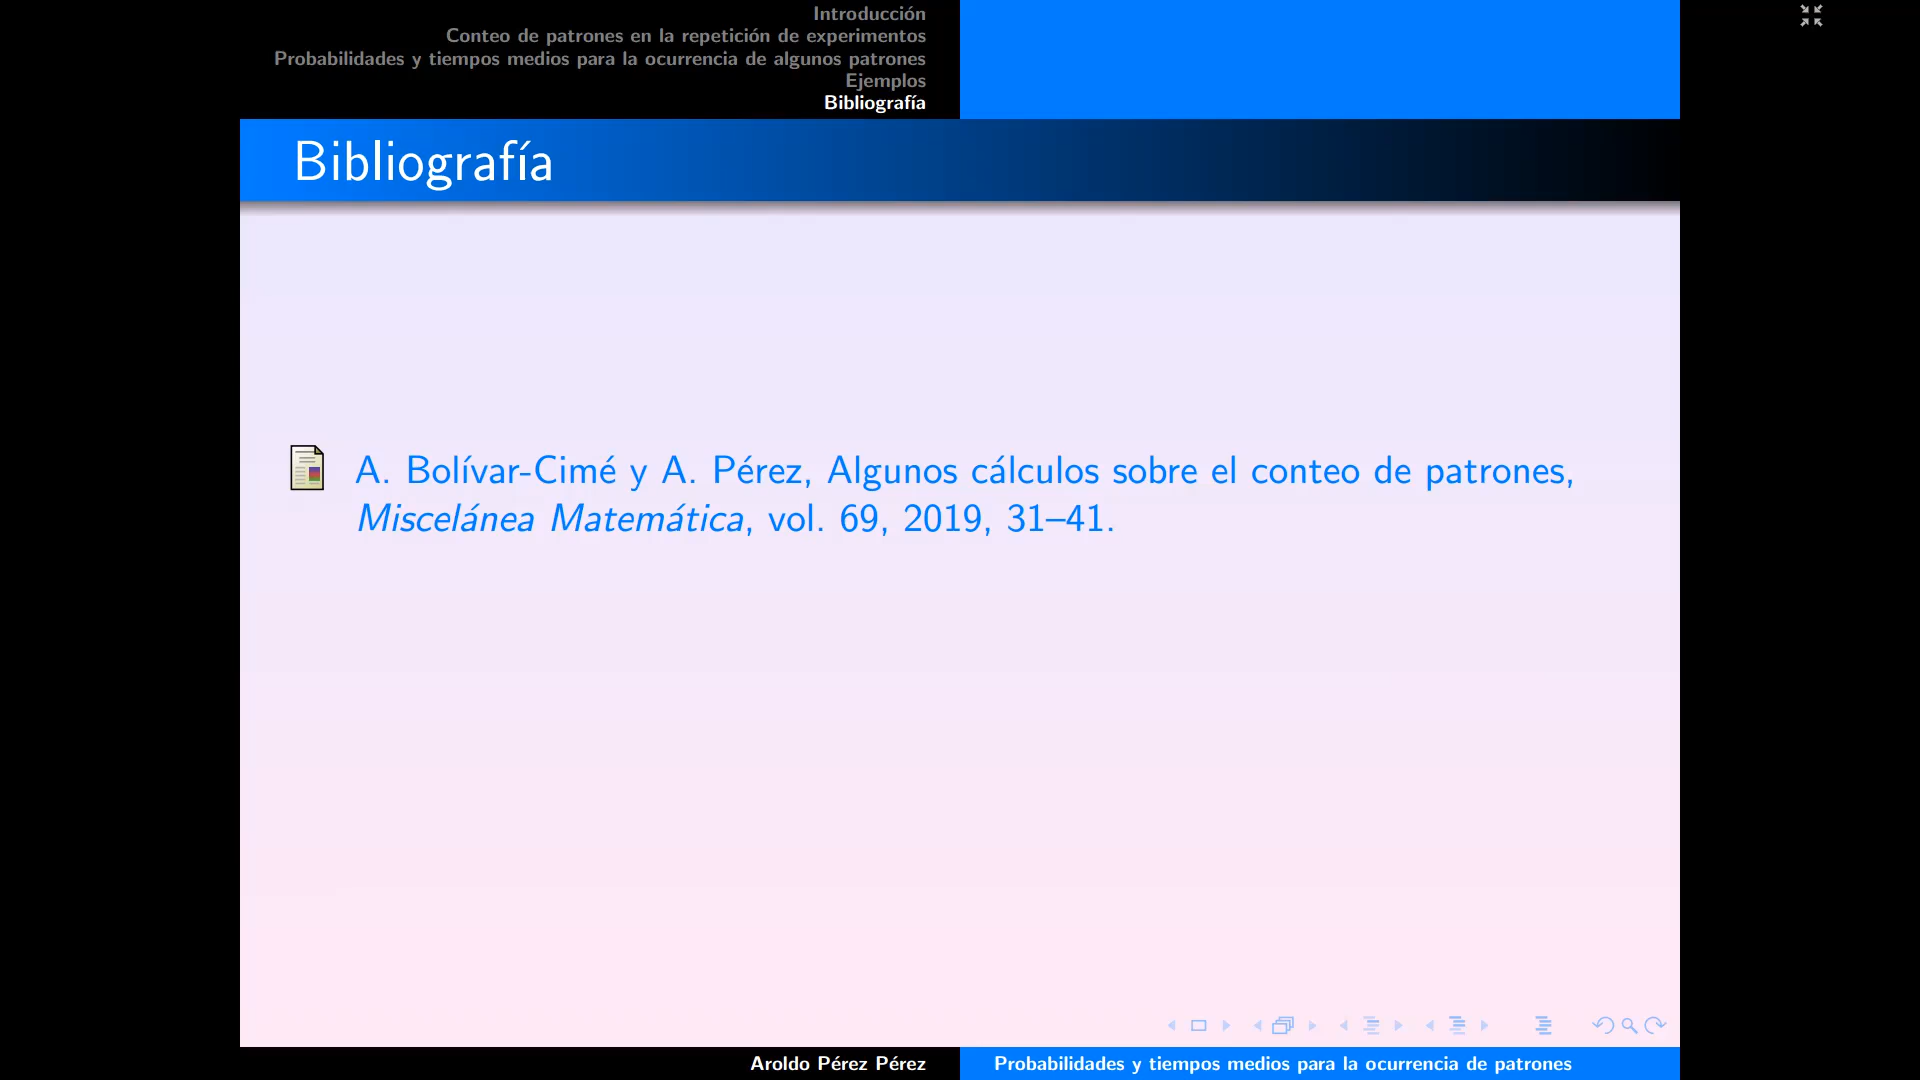 Introducción
Conteo de patrones en la repetición de experimentos
Probabilidades y tiempos medios para la ocurrencia de algunos patrones
Ejemplos
Bibliografía
Bibliografía
A. Bolívar-Cimé y A. Pérez, Algunos cálculos sobre el conteo de patrones,
Miscelánea Matemática, vol. 69, 2019, 31–41.
Aroldo Pérez Pérez
Probabilidades y tiempos medios para la ocurrencia de patrones